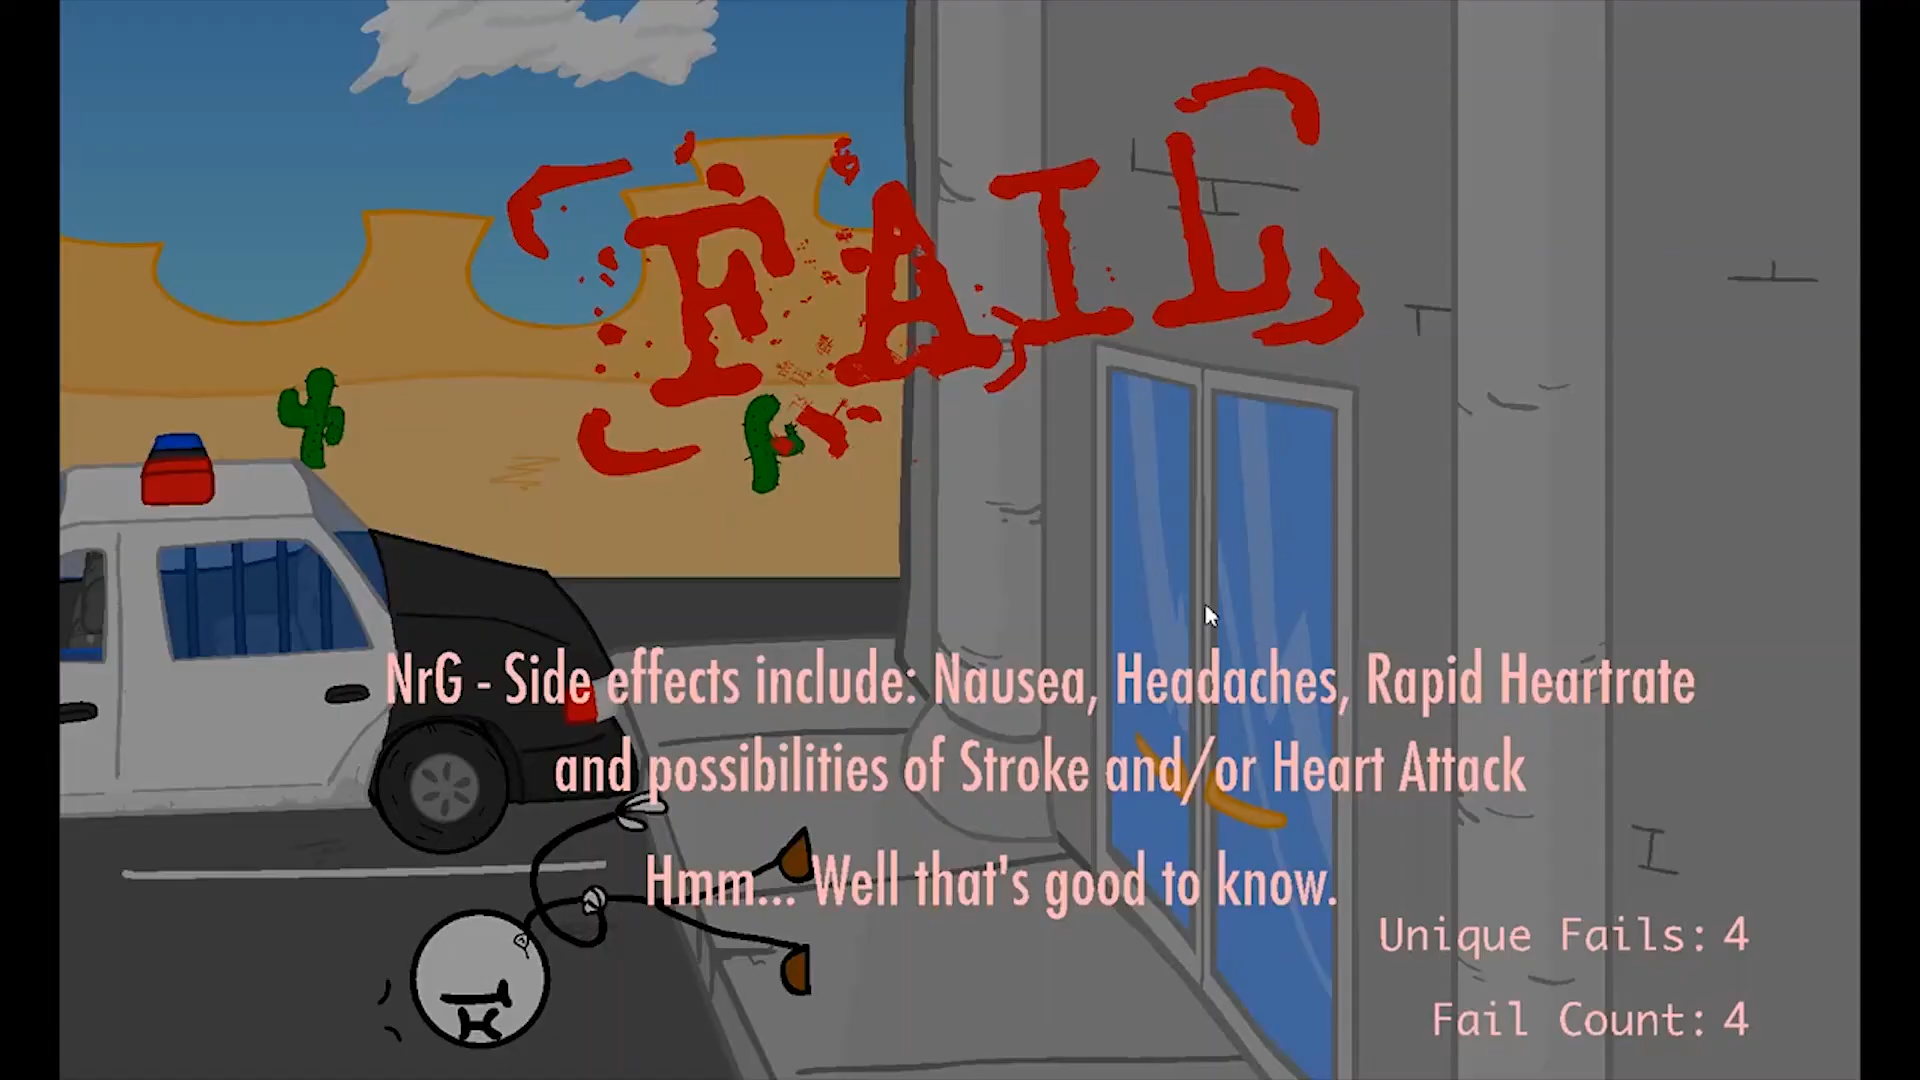 FAIL
NrG - Side effects include: Nausea, Headaches, Rapid Heartrate
and possibilities of Stroke and/or Heart Attack
Hmm... Well that's good to know.
Unique Fails: 4
Fail Count: 4